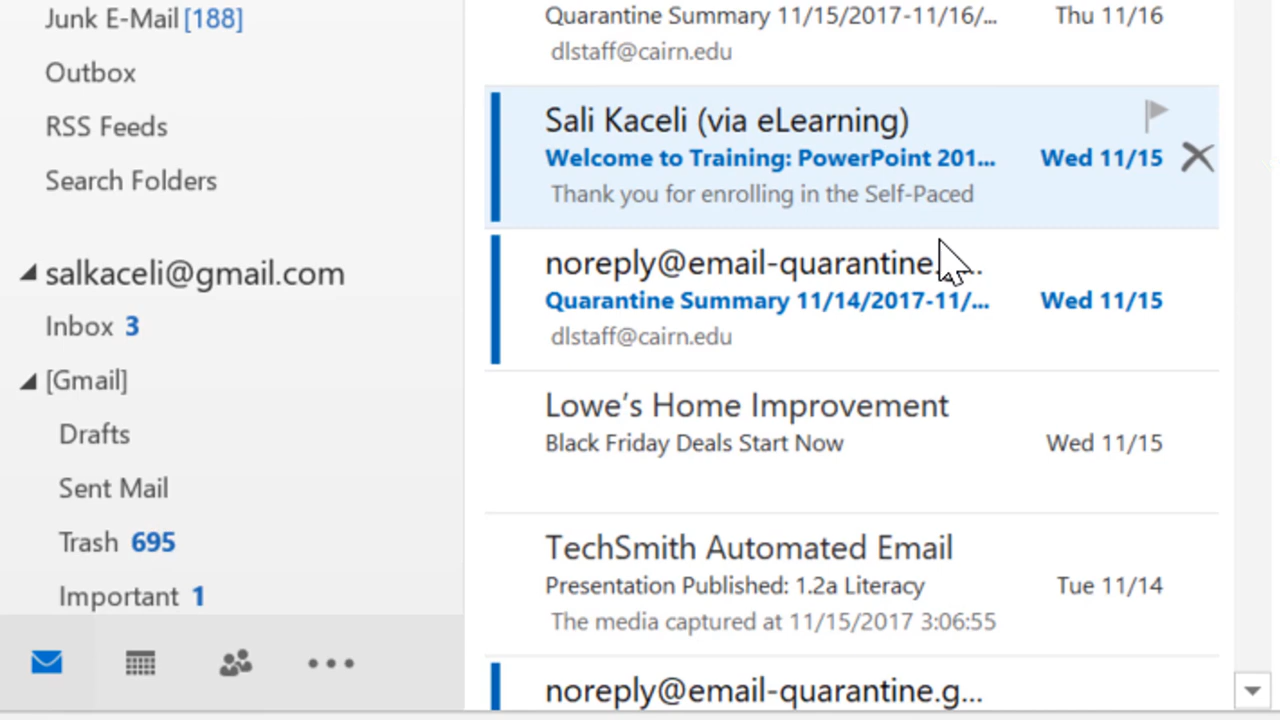 Junk E-Mail [188]
Outbox
RSS Feeds
Search Folders
salkaceli@gmail.com
Inbox 3
[Gmail]
Drafts
Sent Mail
Trash 695
Important 1
Quarantine Summary 11/15/2017-11/16/... Thu 11/16
dlstaff@cairn.edu
Sali Kaceli (via eLearning)
Welcome to Training: PowerPoint 201... Wed 11/15
Thank you for enrolling in the Self-Paced
noreply@email-quarantine....
Quarantine Summary 11/14/2017-11/... Wed 11/15
dlstaff@cairn.edu
Lowe's Home Improvement
Black Friday Deals Start Now Wed 11/15
TechSmith Automated Email
Presentation Published: 1.2a Literacy Tue 11/14
The media captured at 11/15/2017 3:06:55
noreply@email-quarantine.g...